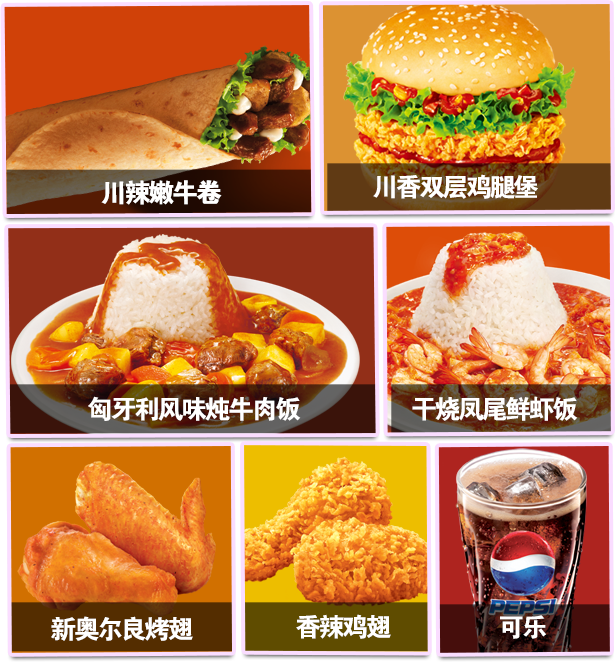 川辣嫩牛卷
川香双层鸡腿堡
匈牙利风味炖牛肉饭
干烧凤尾鲜虾饭
新奥尔良烤翅
香辣鸡翅
PEPSI
可乐